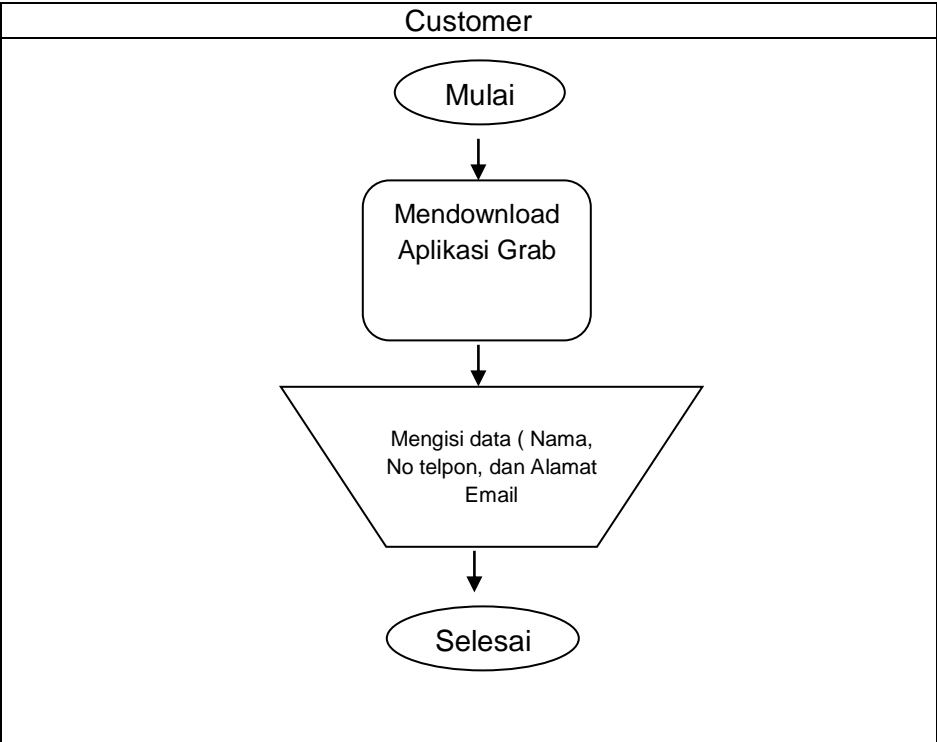 Customer
Mulai
Mendownload
Aplikasi Grab
Mengisi data ( Nama,
No telpon, dan Alamat
Email
Selesai